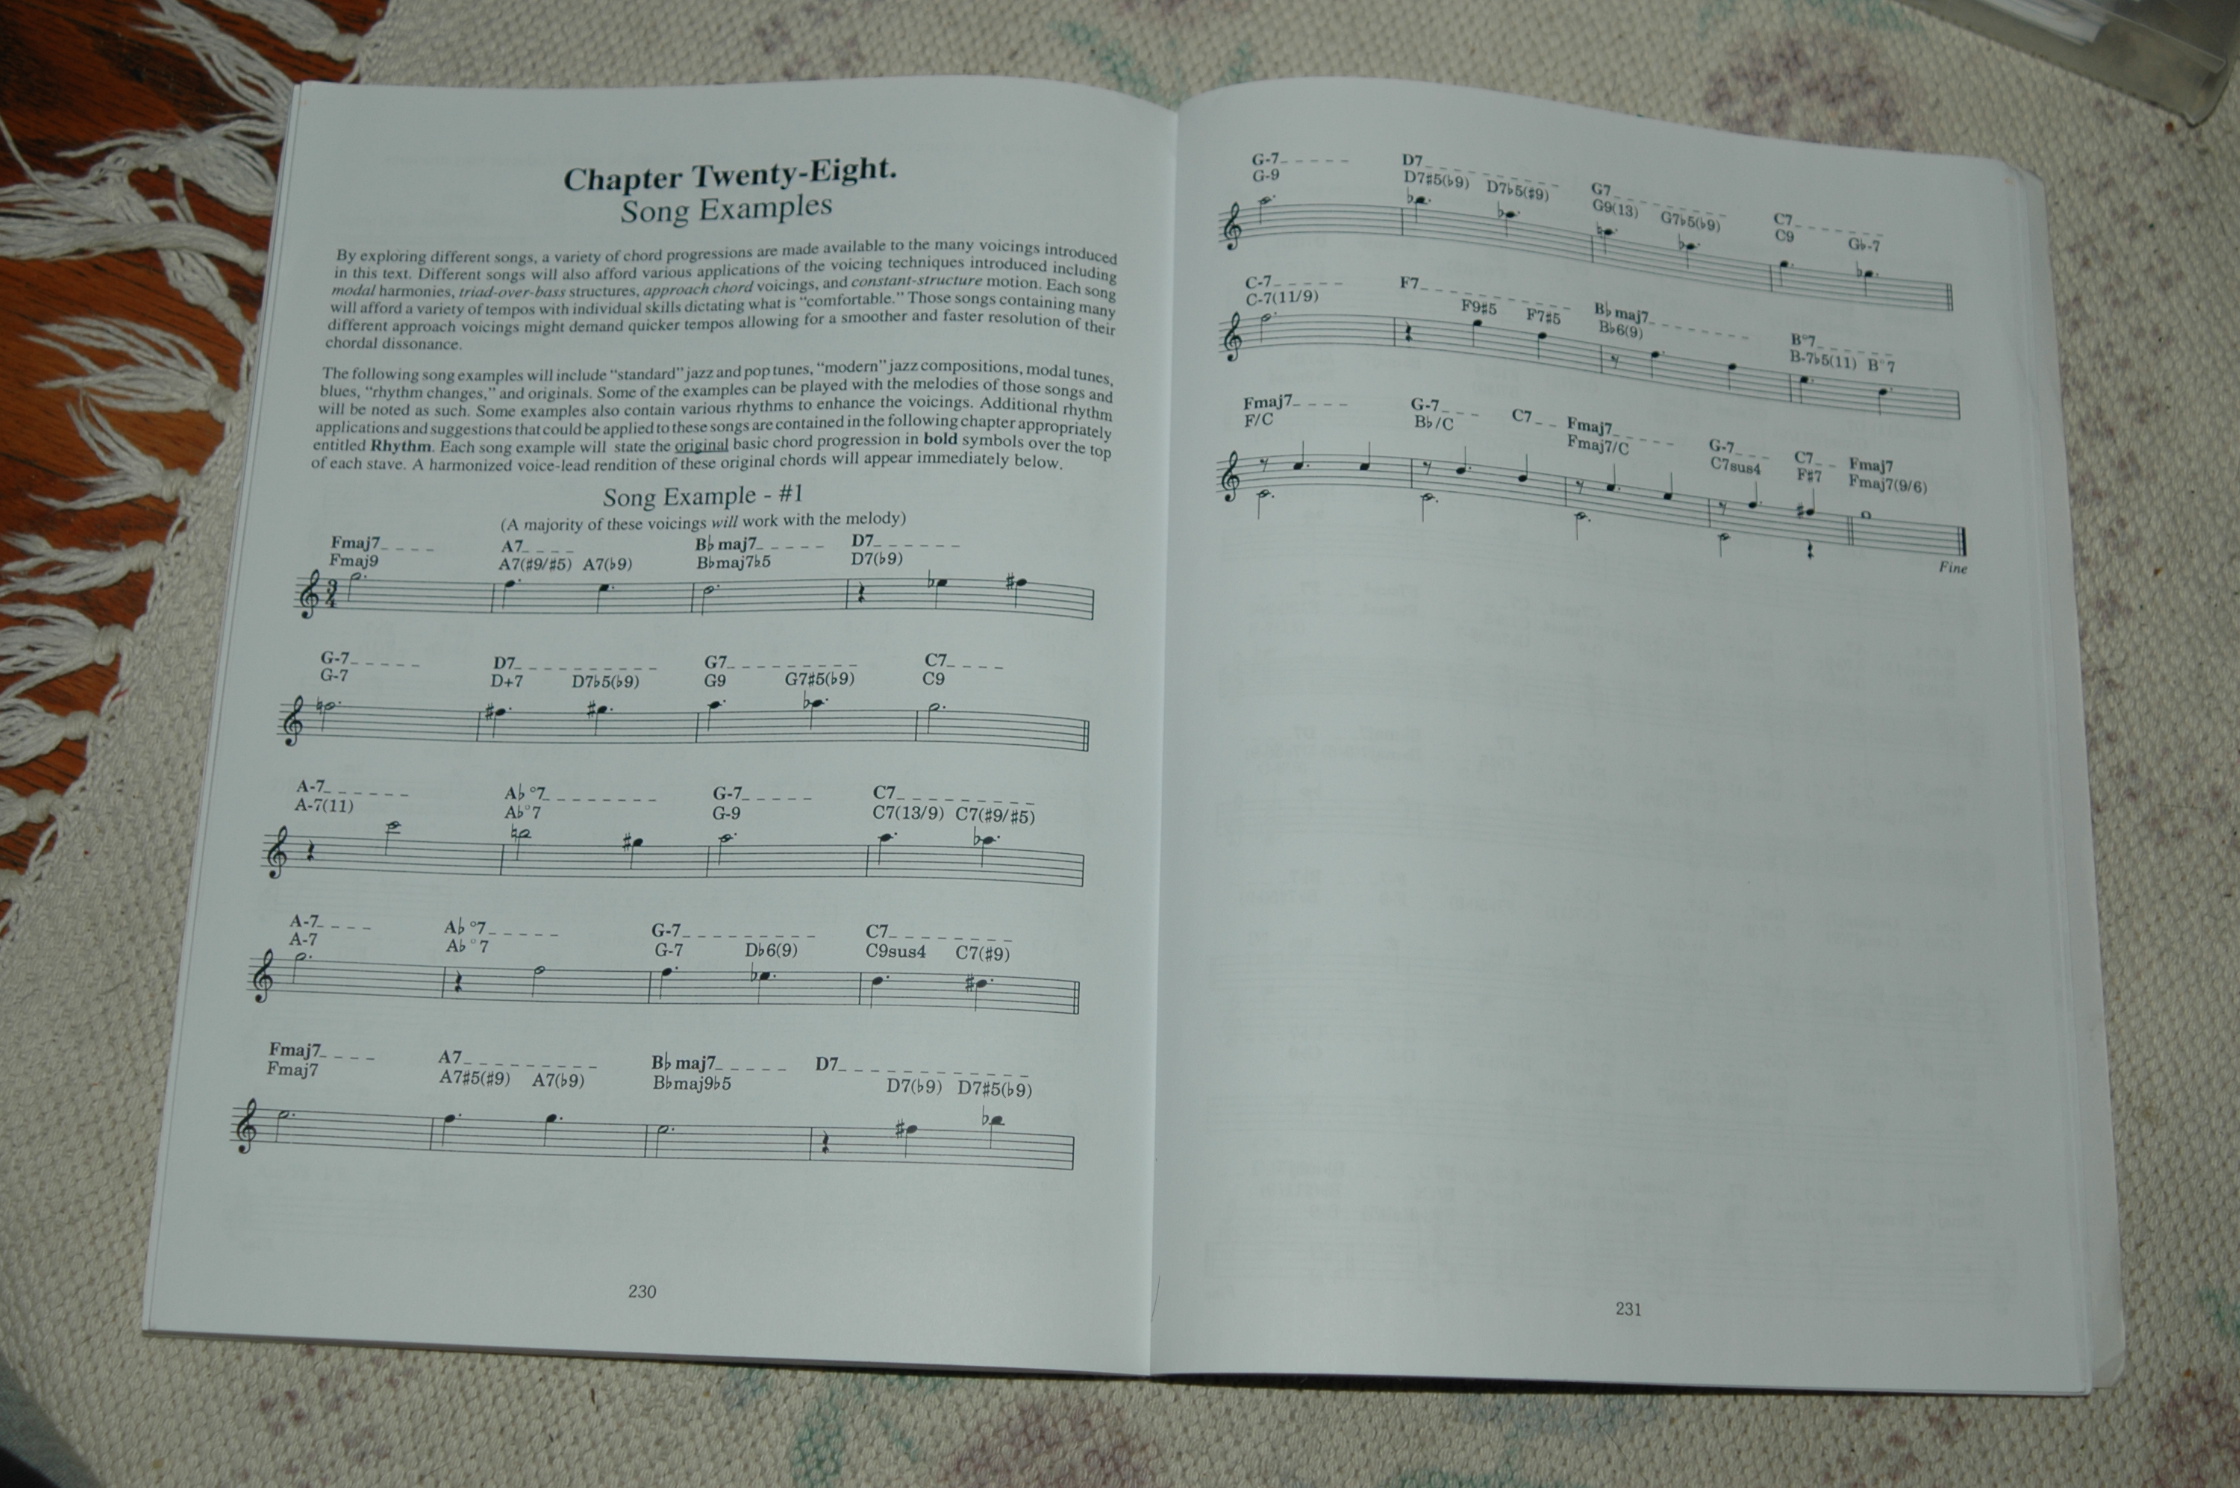 Chapter Twenty-Eight.
Song Examples
By exploring different songs, a variety of chord progressions are made available to the many voicings introduced
in this text. Different songs will also afford various applications of the voicing techniques introduced including
modal harmonies, triad-over-bass structures, approach chord voicings, and constant-structure motion. Each song
will afford a variety of tempos with individual skills dictating what is "comfortable." Those songs containing many
different approach voicings might demand quicker tempos allowing for a smoother and faster resolution of their
chordal dissonance.
The following song examples will include "standard" jazz and pop tunes, "modern" jazz compositions, modal tunes,
blues, "rhythm changes," and originals. Some of the examples can be played with the melodies of those songs and
will be noted as such. Some examples also contain various rhythms to enhance the voicings. Additional rhythm
applications and suggestions that could be applied to these songs are contained in the following chapter appropriately
entitled Rhythm. Each song example will state the original basic chord progression in bold symbols over the top
of each stave. A harmonized voice-lead rendition of these original chords will appear immediately below.
Song Example - #1
(A majority of these voicings will work with the melody)
Fmaj7_ _ _ _ A7_ _ _ _ B♭maj7_ _ _ _ _ D7_ _ _ _ _ _
Fmaj9 A7(♯9/♯5) A7(♭9) B♭maj7♭5 D7(♭9)
3
4
G-7_ _ _ _ _ D7_ _ _ _ _ _ _ _ _ _ G7_ _ _ _ _ _ _ _ _ C7_ _ _ _
G-7 D+7 D7♭5(♭9) G9 G7♯5(♭9) C9
A-7_ _ _ _ _ _ A♭°7_ _ _ _ _ _ _ _ G-7_ _ _ _ _ C7_ _ _ _ _ _ _ _ _
A-7(11) A♭°7 G-9 C7(13/9) C7(♯9/♯5)
A-7_ _ _ _ A♭°7_ _ _ _ _ G-7_ _ _ _ _ _ _ _ _ C7_ _ _ _ _ _ _ _
A-7 A♭°7 G-7 D♭6(9) C9sus4 C7(♯9)
Fmaj7_ _ _ _ A7_ _ _ _ _ _ _ _ _ B♭maj7_ _ _ _ _ D7_ _ _ _ _ _ _ _ _ _ _
Fmaj7 A7♯5(♯9) A7(♭9) B♭maj9♭5 D7(♭9) D7♯5(♭9)
230
G-7_ _ _ _ _ D7_ _ _ _ _ _ _ _ _ G7_ _ _ _ _ _ _ _ C7_ _ _ _ _ _ _
G-9 D7♯5(♭9) D7♭5(♯9) G9(13) G7♭5(♭9) C9 G♭-7
C-7_ _ _ _ _ F7_ _ _ _ _ _ _ _ _ _ B♭maj7_ _ _ _ _ _ _ B°7_ _ _ _ _ _
C-7(11/9) F9♯5 F7♯5 B♭6(9) B-7♭5(11) B°7
Fmaj7_ _ _ _ G-7_ _ _ C7_ _ Fmaj7_ _ _ _ _ G-7_ _ _ C7_ _ Fmaj7
F/C B♭/C Fmaj7/C C7sus4 F♯7 Fmaj7(9/6)
Fine
231